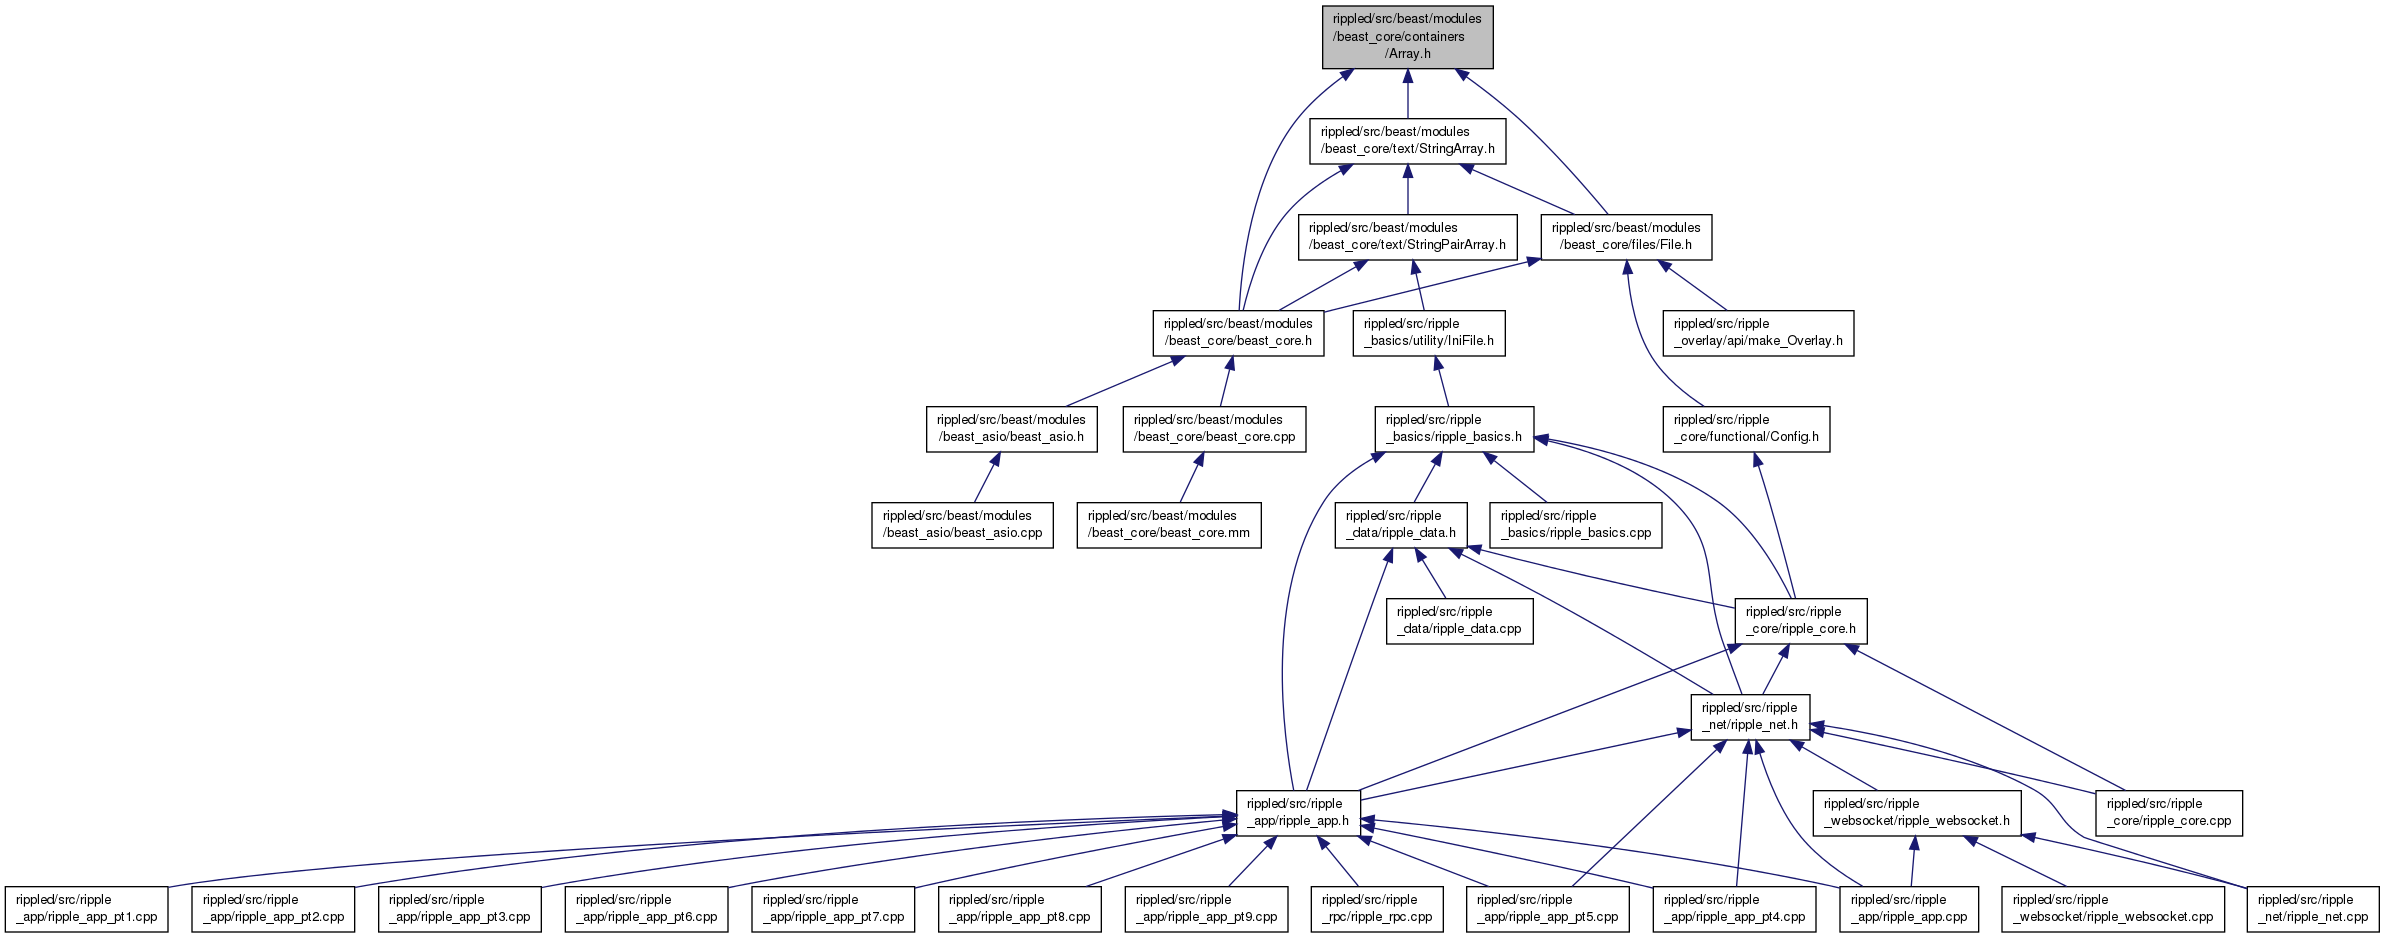 rippled/src/beast/modules
/beast_core/containers
/Array.h
rippled/src/beast/modules
/beast_core/text/StringArray.h
rippled/src/beast/modules
/beast_core/text/StringPairArray.h
rippled/src/beast/modules
/beast_core/files/File.h
rippled/src/beast/modules
/beast_core/beast_core.h
rippled/src/ripple
_basics/utility/IniFile.h
rippled/src/ripple
_overlay/api/make_Overlay.h
rippled/src/beast/modules
/beast_asio/beast_asio.h
rippled/src/beast/modules
/beast_core/beast_core.cpp
rippled/src/ripple
_basics/ripple_basics.h
rippled/src/ripple
_core/functional/Config.h
rippled/src/beast/modules
/beast_asio/beast_asio.cpp
rippled/src/beast/modules
/beast_core/beast_core.mm
rippled/src/ripple
_data/ripple_data.h
rippled/src/ripple
_basics/ripple_basics.cpp
rippled/src/ripple
_data/ripple_data.cpp
rippled/src/ripple
_core/ripple_core.h
rippled/src/ripple
_net/ripple_net.h
rippled/src/ripple
_app/ripple_app.h
rippled/src/ripple
_websocket/ripple_websocket.h
rippled/src/ripple
_core/ripple_core.cpp
rippled/src/ripple
_app/ripple_app_pt1.cpp
rippled/src/ripple
_app/ripple_app_pt2.cpp
rippled/src/ripple
_app/ripple_app_pt3.cpp
rippled/src/ripple
_app/ripple_app_pt6.cpp
rippled/src/ripple
_app/ripple_app_pt7.cpp
rippled/src/ripple
_app/ripple_app_pt8.cpp
rippled/src/ripple
_app/ripple_app_pt9.cpp
rippled/src/ripple
_rpc/ripple_rpc.cpp
rippled/src/ripple
_app/ripple_app_pt5.cpp
rippled/src/ripple
_app/ripple_app_pt4.cpp
rippled/src/ripple
_app/ripple_app.cpp
rippled/src/ripple
_websocket/ripple_websocket.cpp
rippled/src/ripple
_net/ripple_net.cpp